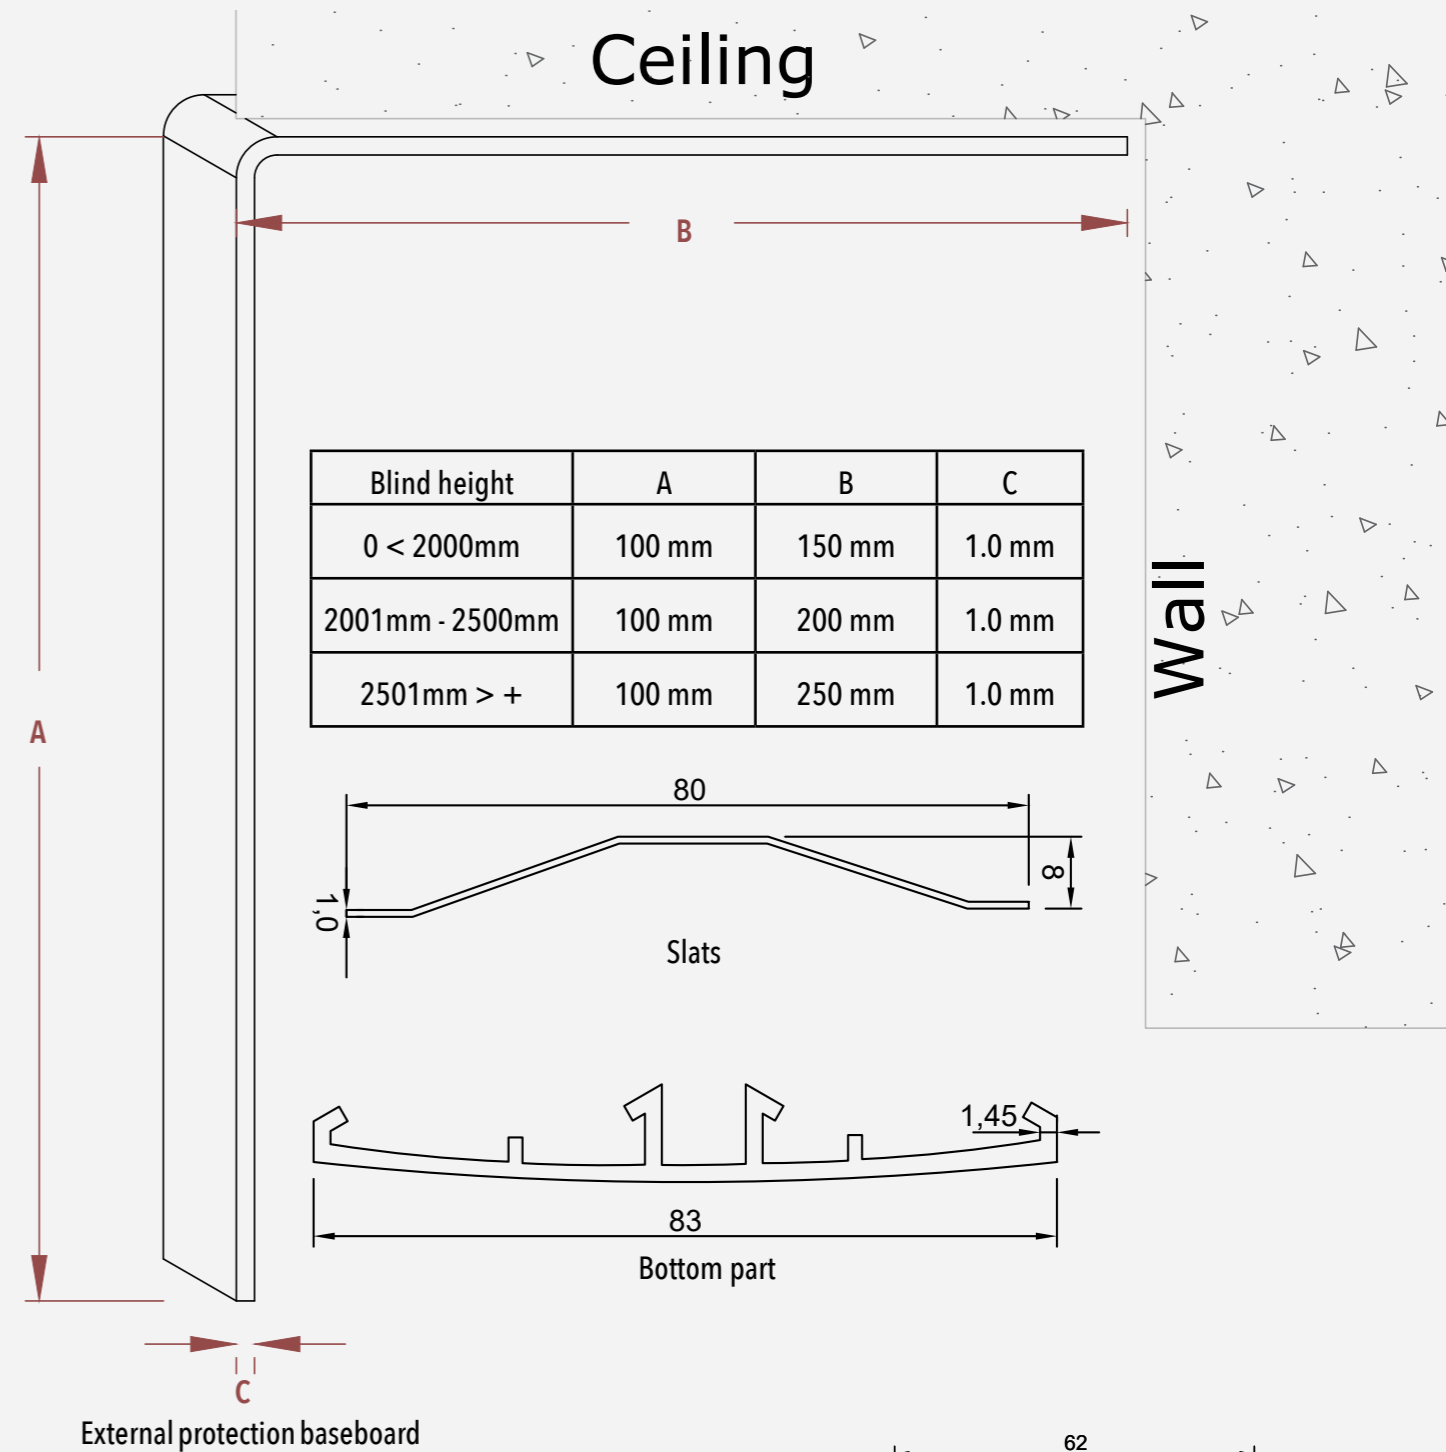 Ceiling
B
Blind height A B C
0 < 2000mm 100 mm 150 mm 1.0 mm
2001mm - 2500mm 100 mm 200 mm 1.0 mm
2501mm > + 100 mm 250 mm 1.0 mm
Wall
A
80
8
1,0
Slats
1,45
83
Bottom part
C
External protection baseboard
62